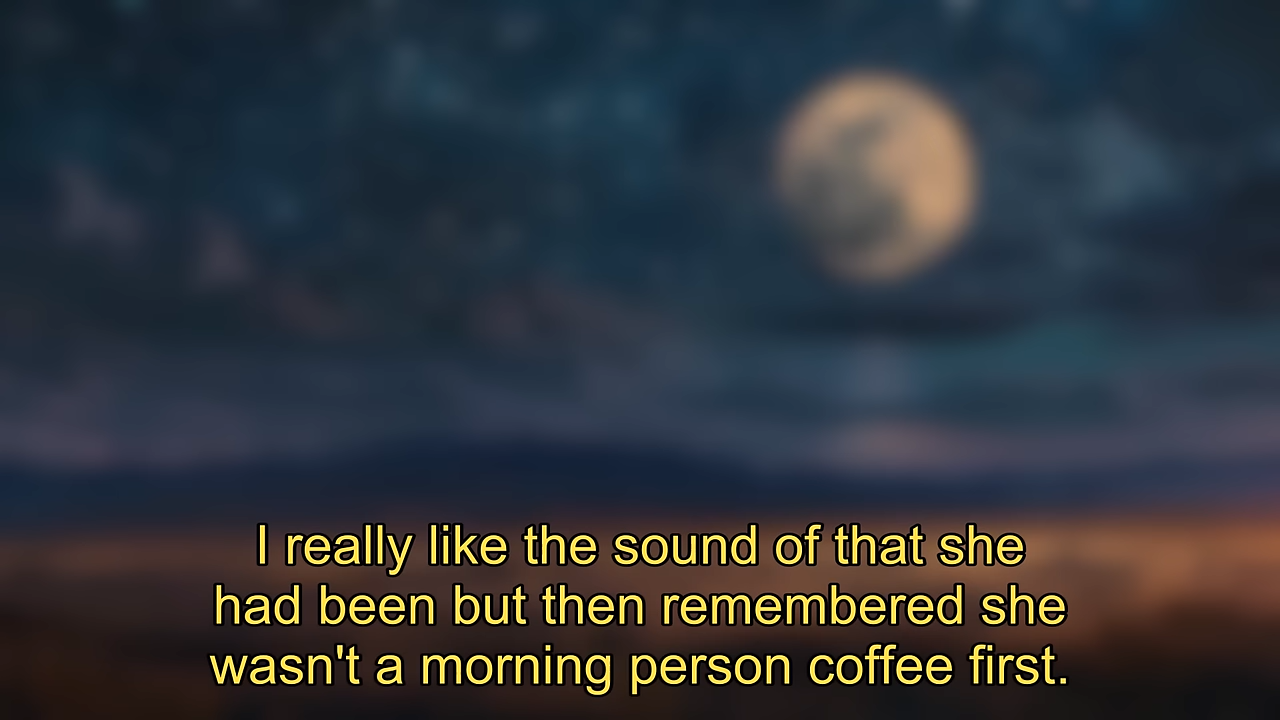 I really like the sound of that she
had been but then remembered she
wasn't a morning person coffee first.